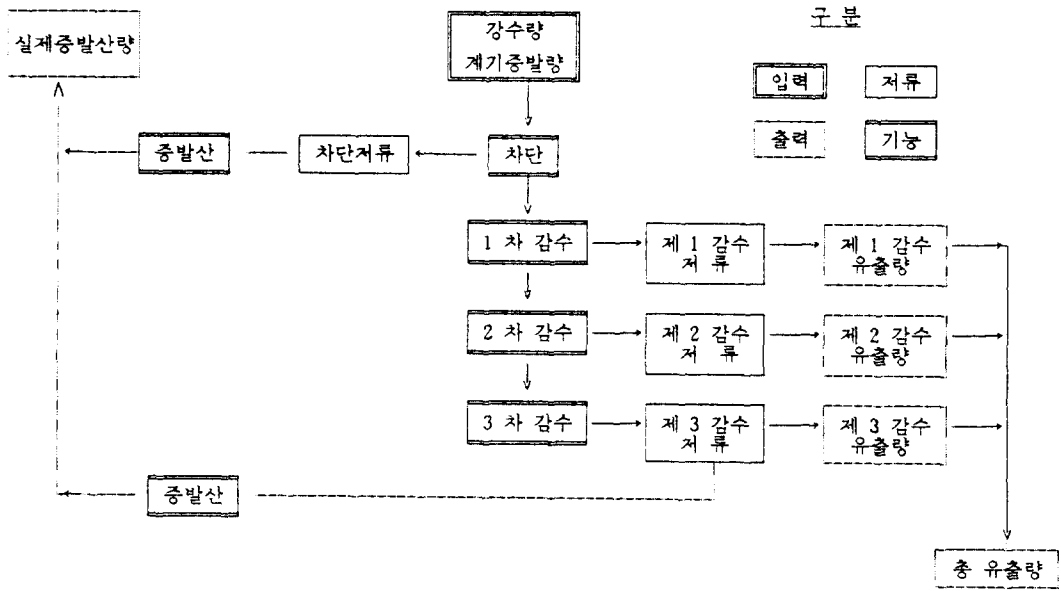 구 분
실제증발산량
강수량
계기증발량
입력
저류
출력
기능
증발산
차단저류
차단
1 차 감수
제 1 감수
저 류
제 1 감수
유출량
2 차 감수
제 2 감수
저 류
제 2 감수
유출량
3 차 감수
제 3 감수
저 류
제 3 감수
유출량
증발산
총 유출량